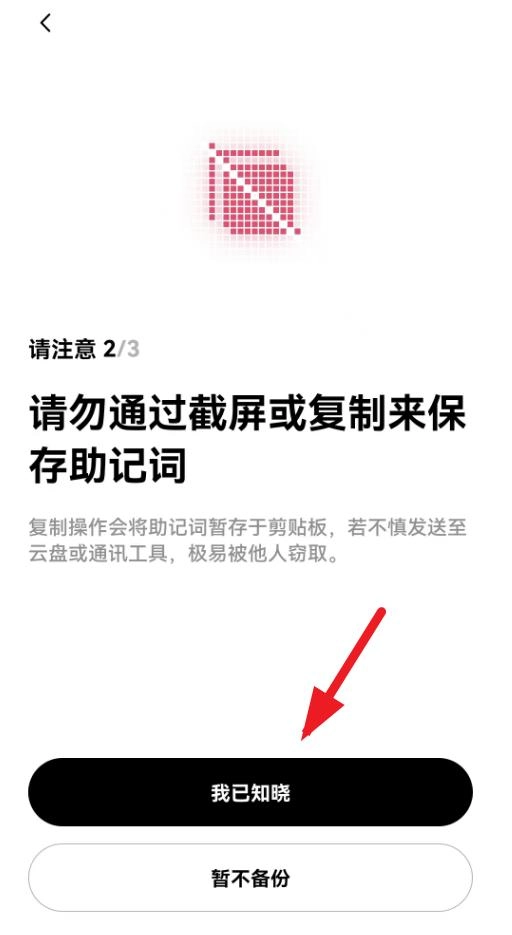 请注意 2/3
请勿通过截屏或复制来保
存助记词
复制操作会将助记词暂存于剪贴板，若不慎发送至
云盘或通讯工具，极易被他人窃取。
我已知晓
暂不备份